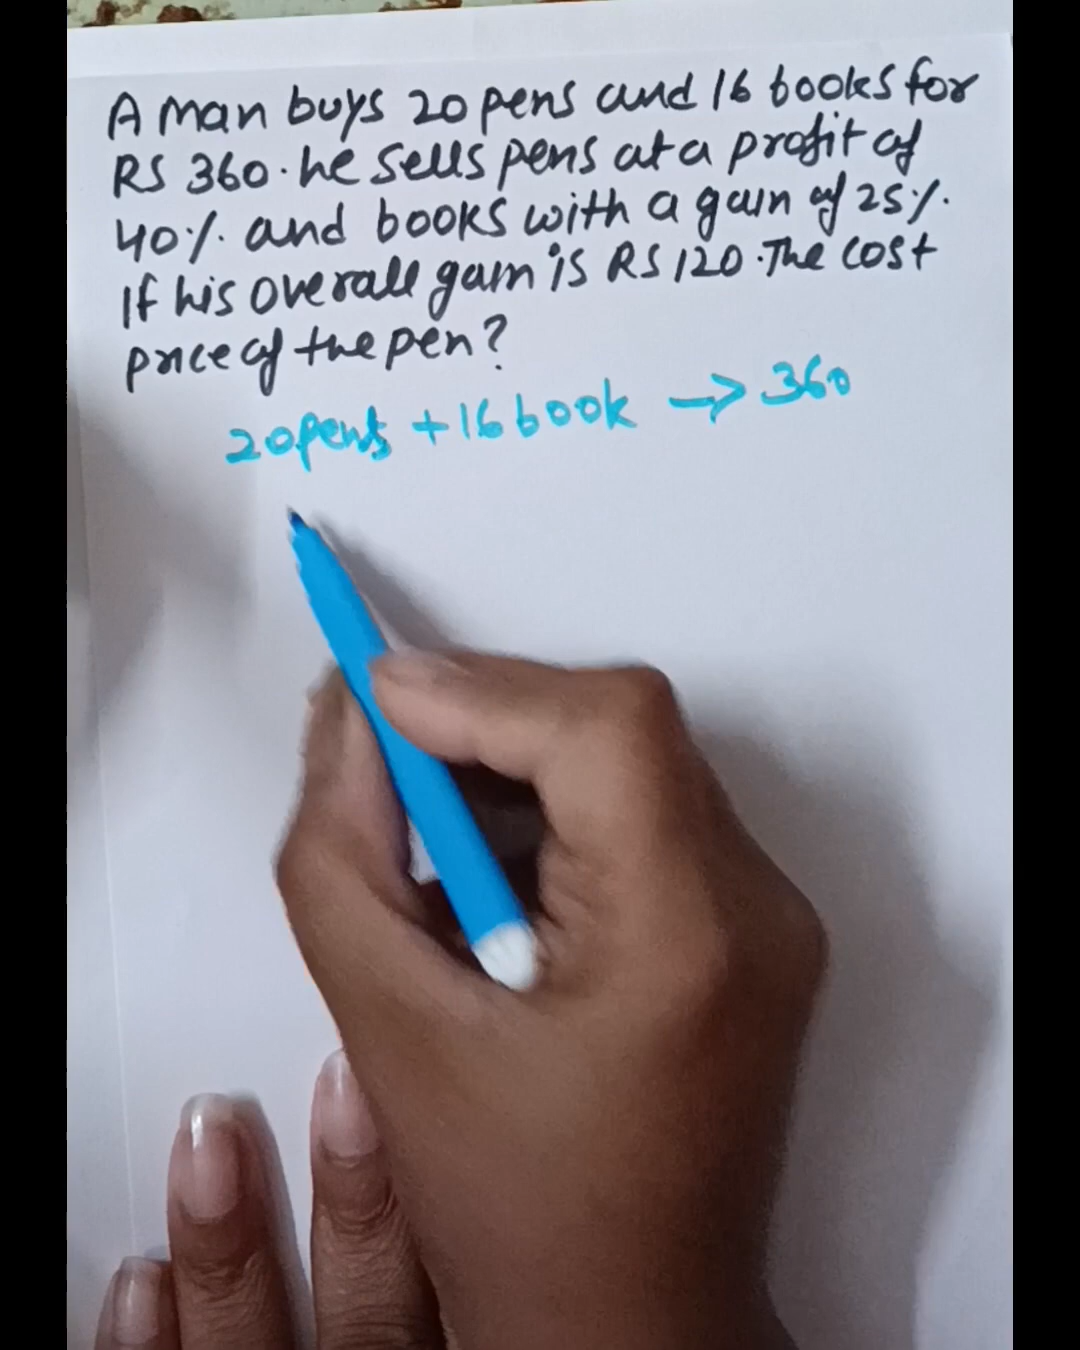 A man buys 20 pens and 16 books for
RS 360. he sells pens at a profit of
40%. and books with a gain of 25%.
If his overall gain is RS 120. The cost
price of the pen?
20pens + 16 book → 360